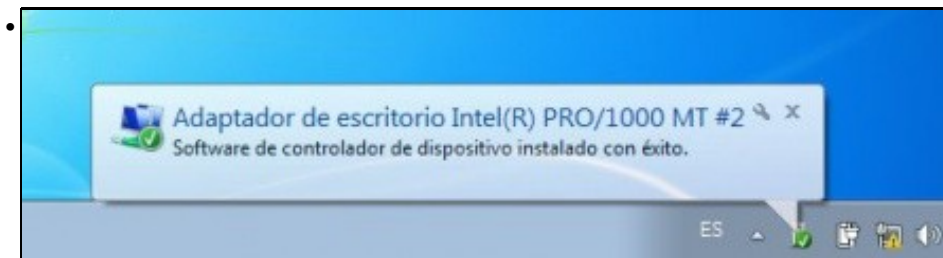 Adaptador de escritorio Intel(R) PRO/1000 MT #2
Software de controlador de dispositivo instalado con éxito.
ES